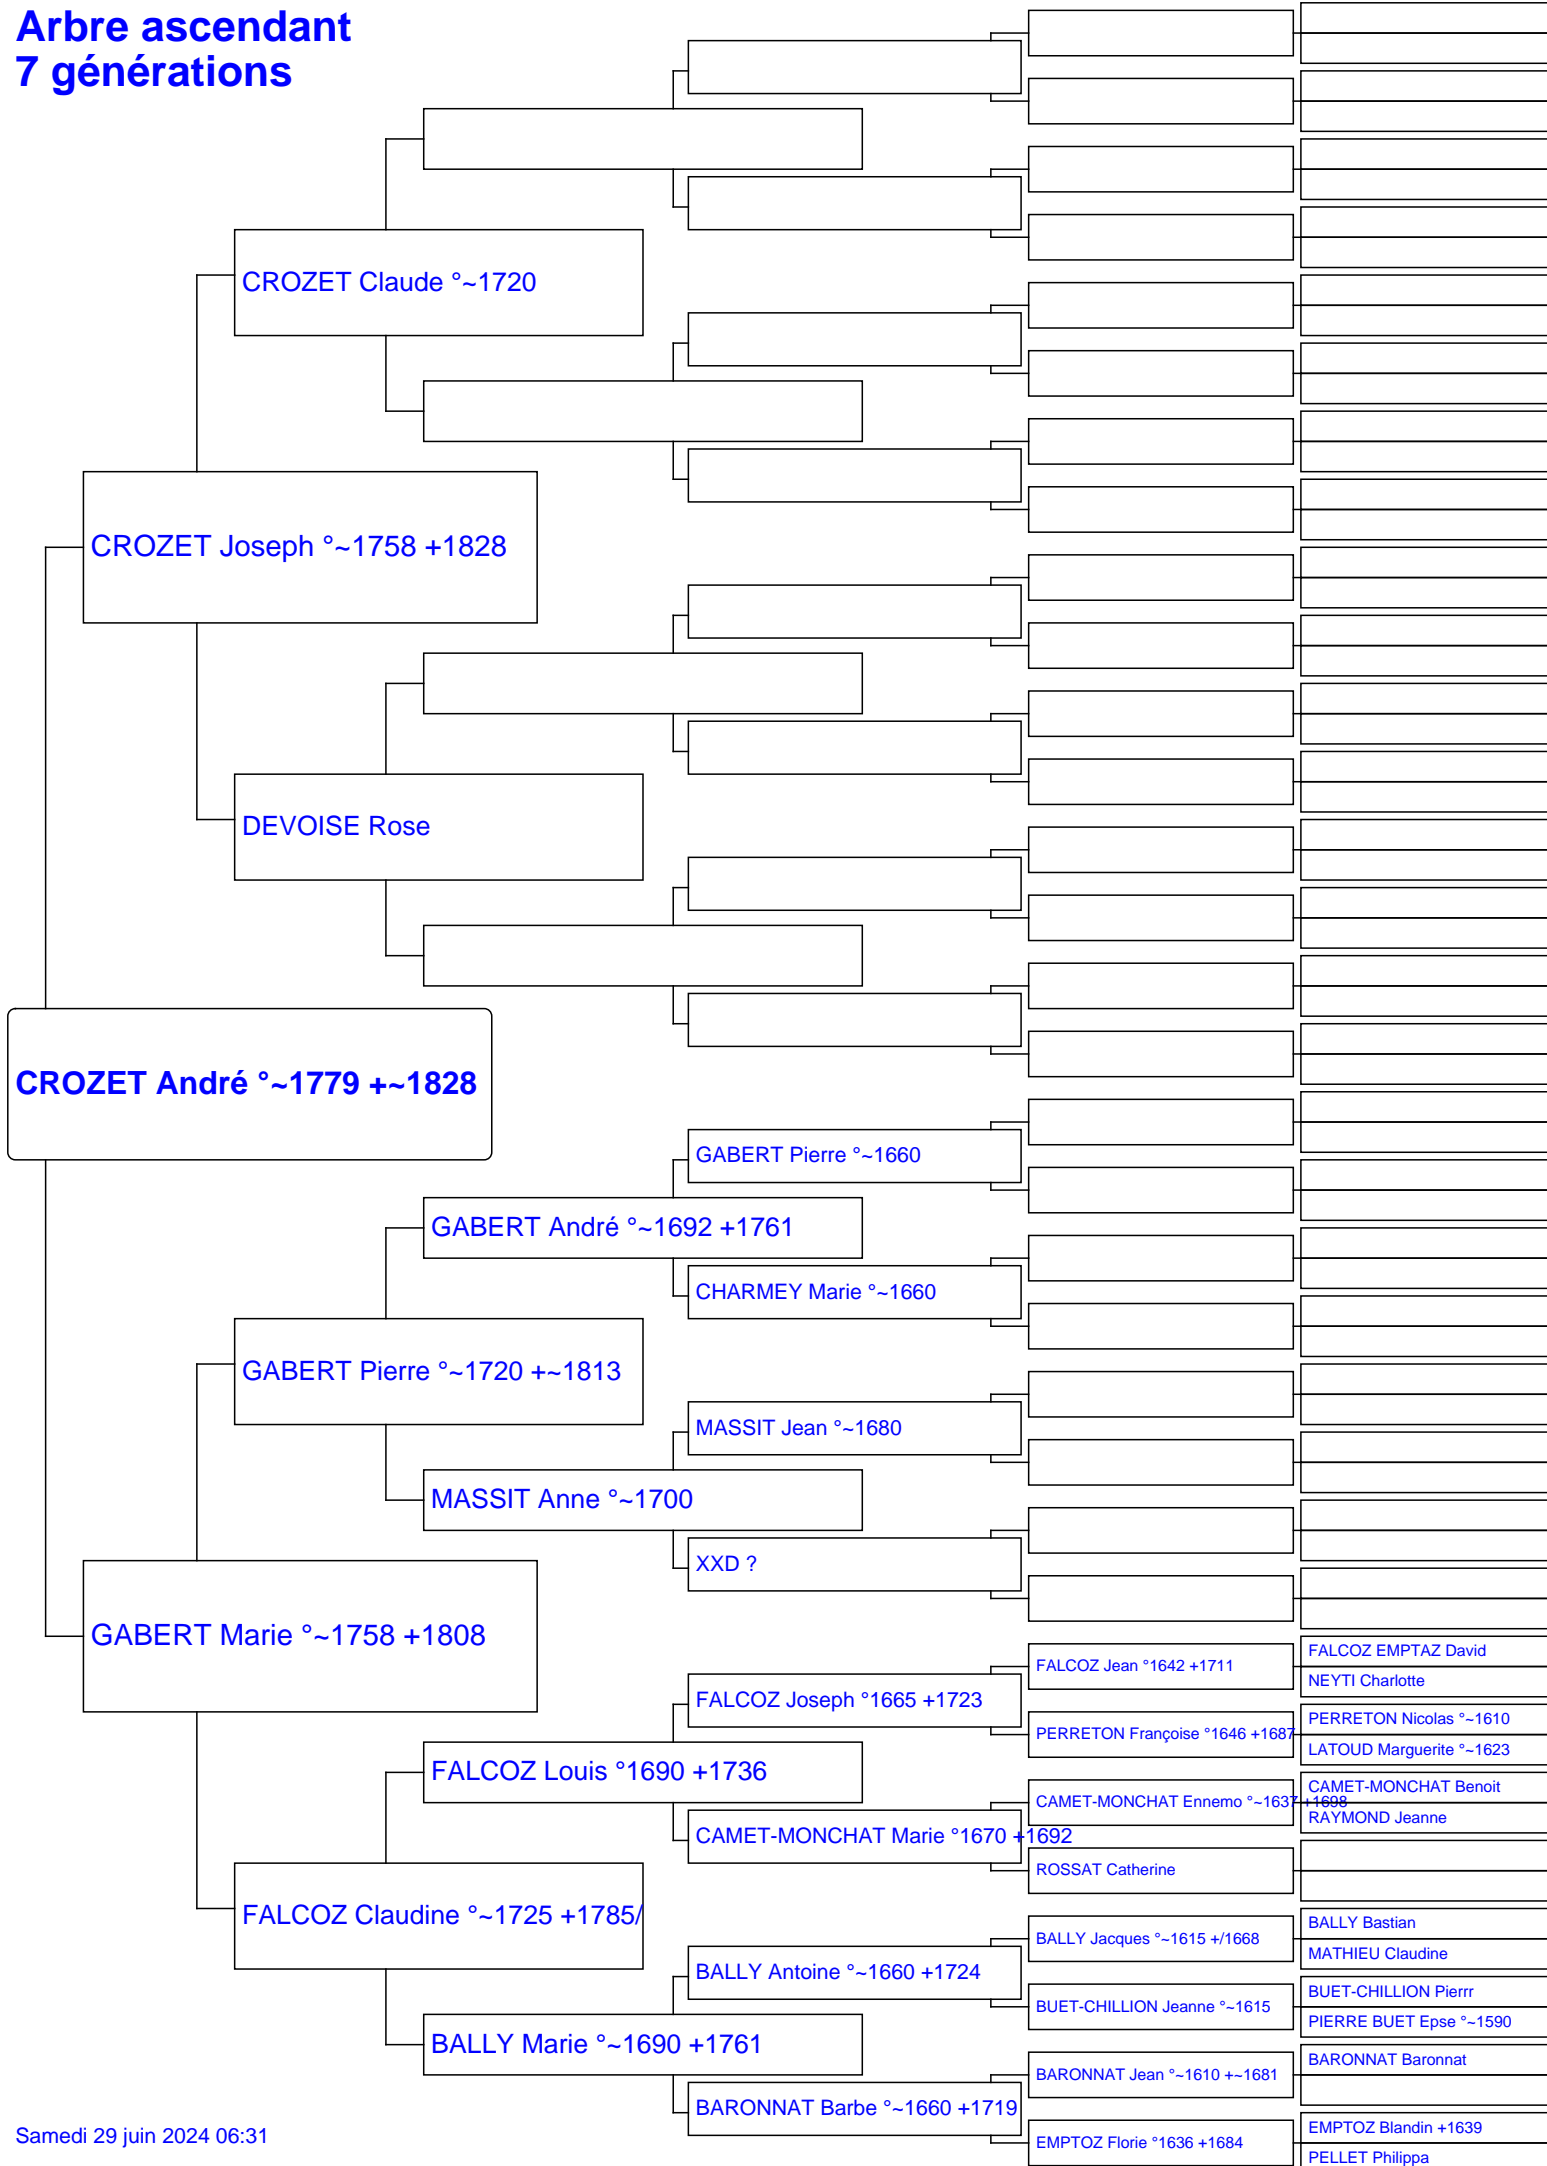 Arbre ascendant
7 générations
CROZET Claude °~1720
CROZET Joseph °~1758 +1828
DEVOISE Rose
CROZET André °~1779 +~1828
GABERT Pierre °~1660
GABERT André °~1692 +1761
CHARMEY Marie °~1660
GABERT Pierre °~1720 +~1813
MASSIT Jean °~1680
MASSIT Anne °~1700
XXD ?
GABERT Marie °~1758 +1808
FALCOZ EMPTAZ David
FALCOZ Jean °1642 +1711
NEYTI Charlotte
FALCOZ Joseph °1665 +1723
PERRETON Nicolas °~1610
PERRETON Françoise °1646 +1687
LATOUD Marguerite °~1623
FALCOZ Louis °1690 +1736
CAMET-MONCHAT Benoit
CAMET-MONCHAT Ennemo °~1637 +1698
RAYMOND Jeanne
CAMET-MONCHAT Marie °1670 +1692
ROSSAT Catherine
FALCOZ Claudine °~1725 +1785/
BALLY Bastian
BALLY Jacques °~1615 +/1668
MATHIEU Claudine
BALLY Antoine °~1660 +1724
BUET-CHILLION Pierrr
BUET-CHILLION Jeanne °~1615
PIERRE BUET Epse °~1590
BALLY Marie °~1690 +1761
BARONNAT Baronnat
BARONNAT Jean °~1610 +~1681
BARONNAT Barbe °~1660 +1719
EMPTOZ Blandin +1639
EMPTOZ Florie °1636 +1684
PELLET Philippa
Samedi 29 juin 2024 06:31